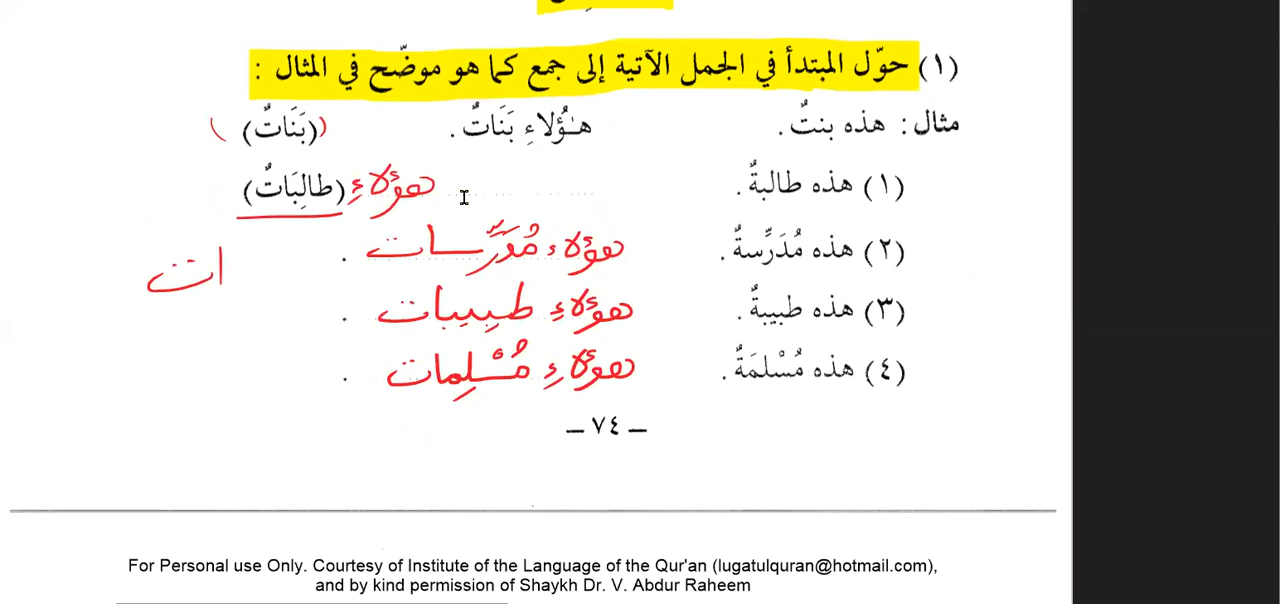 (١) حوّل المبتدأ في الجمل الآتية إلى جمع كما هو موضّح في المثال :
مثال : هذه بنتٌ . هـٰؤُلاءِ بَنَاتٌ . (بَنَاتٌ)
(١) هذه طالبةٌ . هؤلاءِ (طالِبَاتٌ)
(٢) هذه مُدَرِّسةٌ . هؤلاء مُدَرِّسات .
ات
(٣) هذه طبيبةٌ . هؤلاءِ طبِيبات .
(٤) هذه مُسْلمَةٌ . هؤلاءِ مُسْلِمات .
— ٧٤ —
For Personal use Only. Courtesy of Institute of the Language of the Qur'an (lugatulquran@hotmail.com),
and by kind permission of Shaykh Dr. V. Abdur Raheem